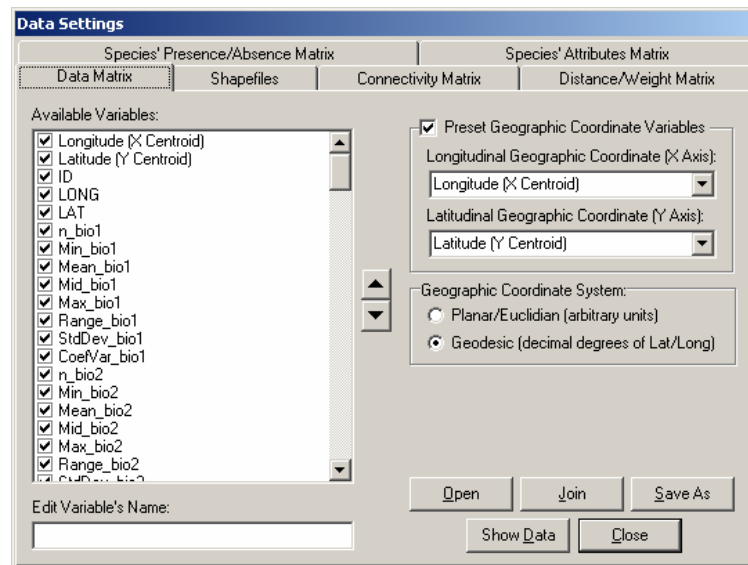 Data Settings
Species' Presence/Absence Matrix
Species' Attributes Matrix
Data Matrix
Shapefiles
Connectivity Matrix
Distance/Weight Matrix
Available Variables:
Longitude (X Centroid)
Latitude (Y Centroid)
ID
LONG
LAT
n_bio1
Min_bio1
Mean_bio1
Mid_bio1
Max_bio1
Range_bio1
StdDev_bio1
CoefVar_bio1
n_bio2
Min_bio2
Mean_bio2
Mid_bio2
Max_bio2
Range_bio2
StdDev_bio2
Edit Variable's Name:
Preset Geographic Coordinate Variables
Longitudinal Geographic Coordinate (X Axis):
Longitude (X Centroid)
Latitudinal Geographic Coordinate (Y Axis):
Latitude (Y Centroid)
Geographic Coordinate System:
Planar/Euclidian (arbitrary units)
Geodesic (decimal degrees of Lat/Long)
Open
Join
Save As
Show Data
Close